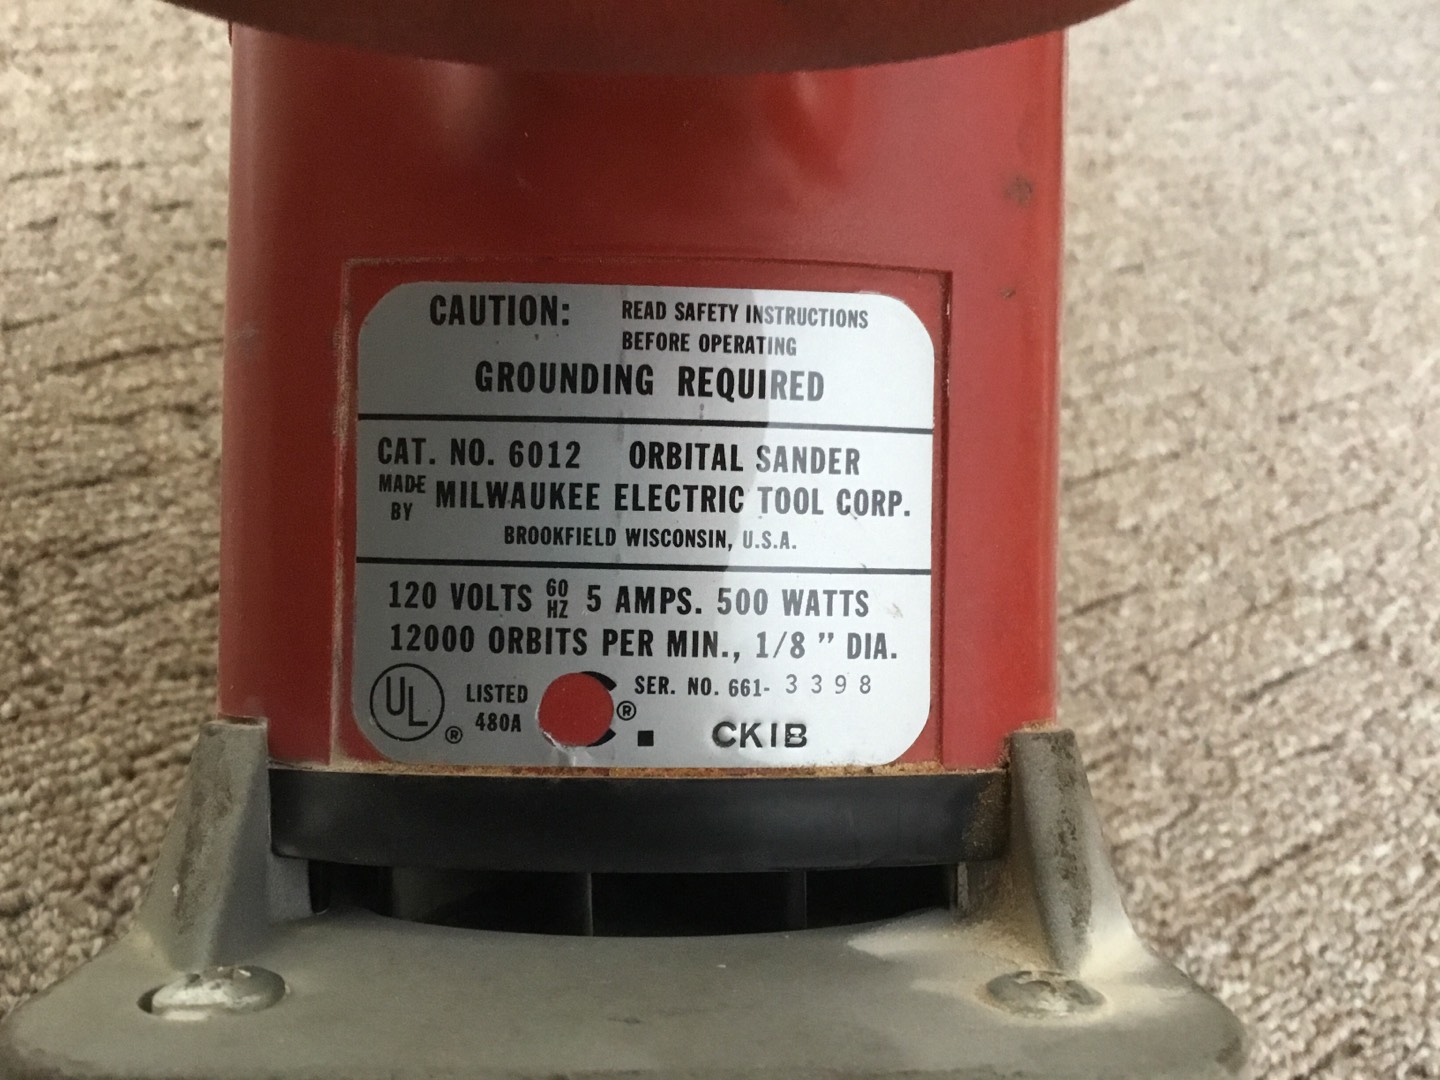 CAUTION: READ SAFETY INSTRUCTIONS
BEFORE OPERATING
GROUNDING REQUIRED
CAT. NO. 6012 ORBITAL SANDER
MADE BY MILWAUKEE ELECTRIC TOOL CORP.
BROOKFIELD WISCONSIN, U.S.A.
120 VOLTS 60 HZ 5 AMPS. 500 WATTS
12000 ORBITS PER MIN., 1/8 " DIA.
UL ® LISTED 480A ® SER. NO. 661- 3398
CKIB